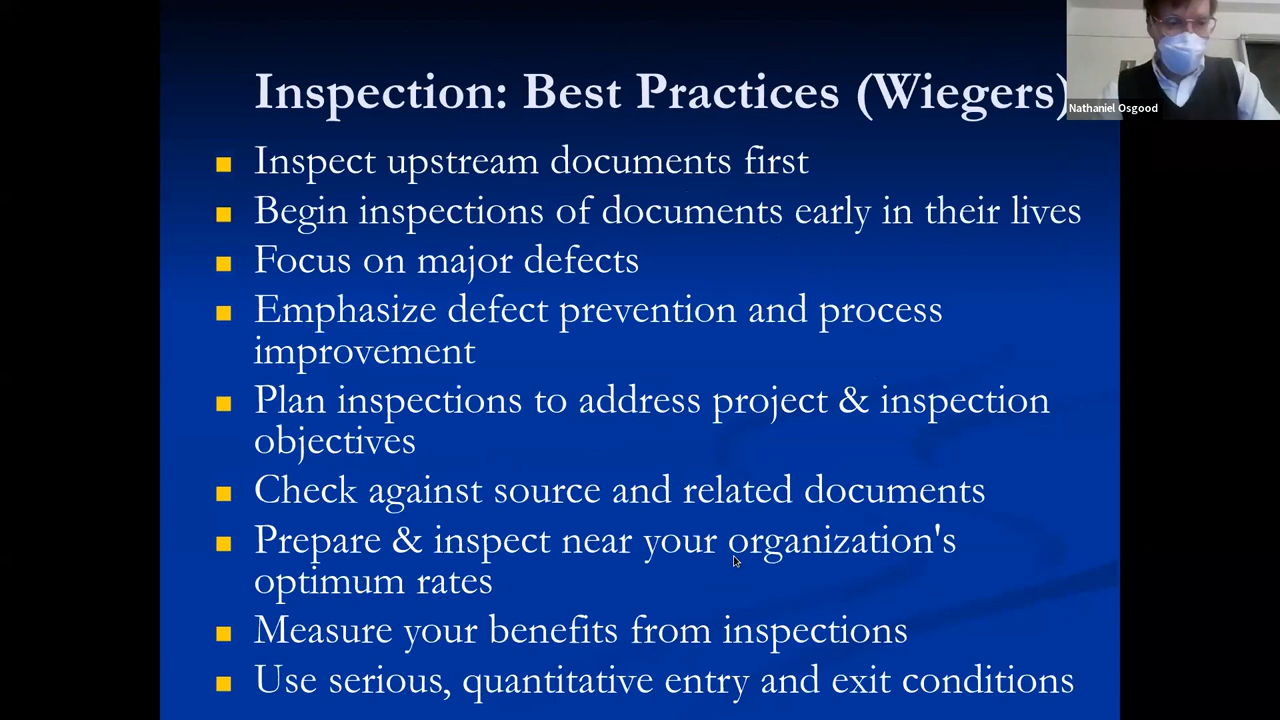 Inspection: Best Practices (Wiegers)
Nathaniel Osgood
Inspect upstream documents first
Begin inspections of documents early in their lives
Focus on major defects
Emphasize defect prevention and process
improvement
Plan inspections to address project & inspection
objectives
Check against source and related documents
Prepare & inspect near your organization's
optimum rates
Measure your benefits from inspections
Use serious, quantitative entry and exit conditions